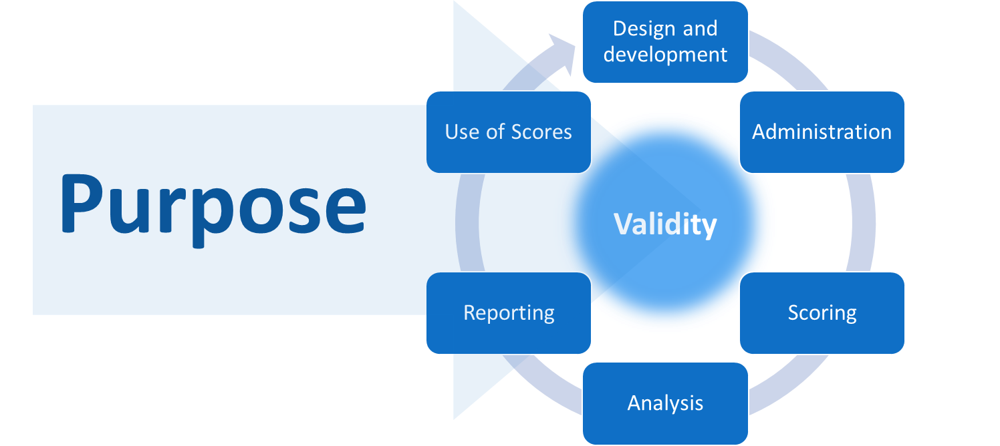 Purpose
Design and
development
Administration
Scoring
Analysis
Reporting
Use of Scores
Validity